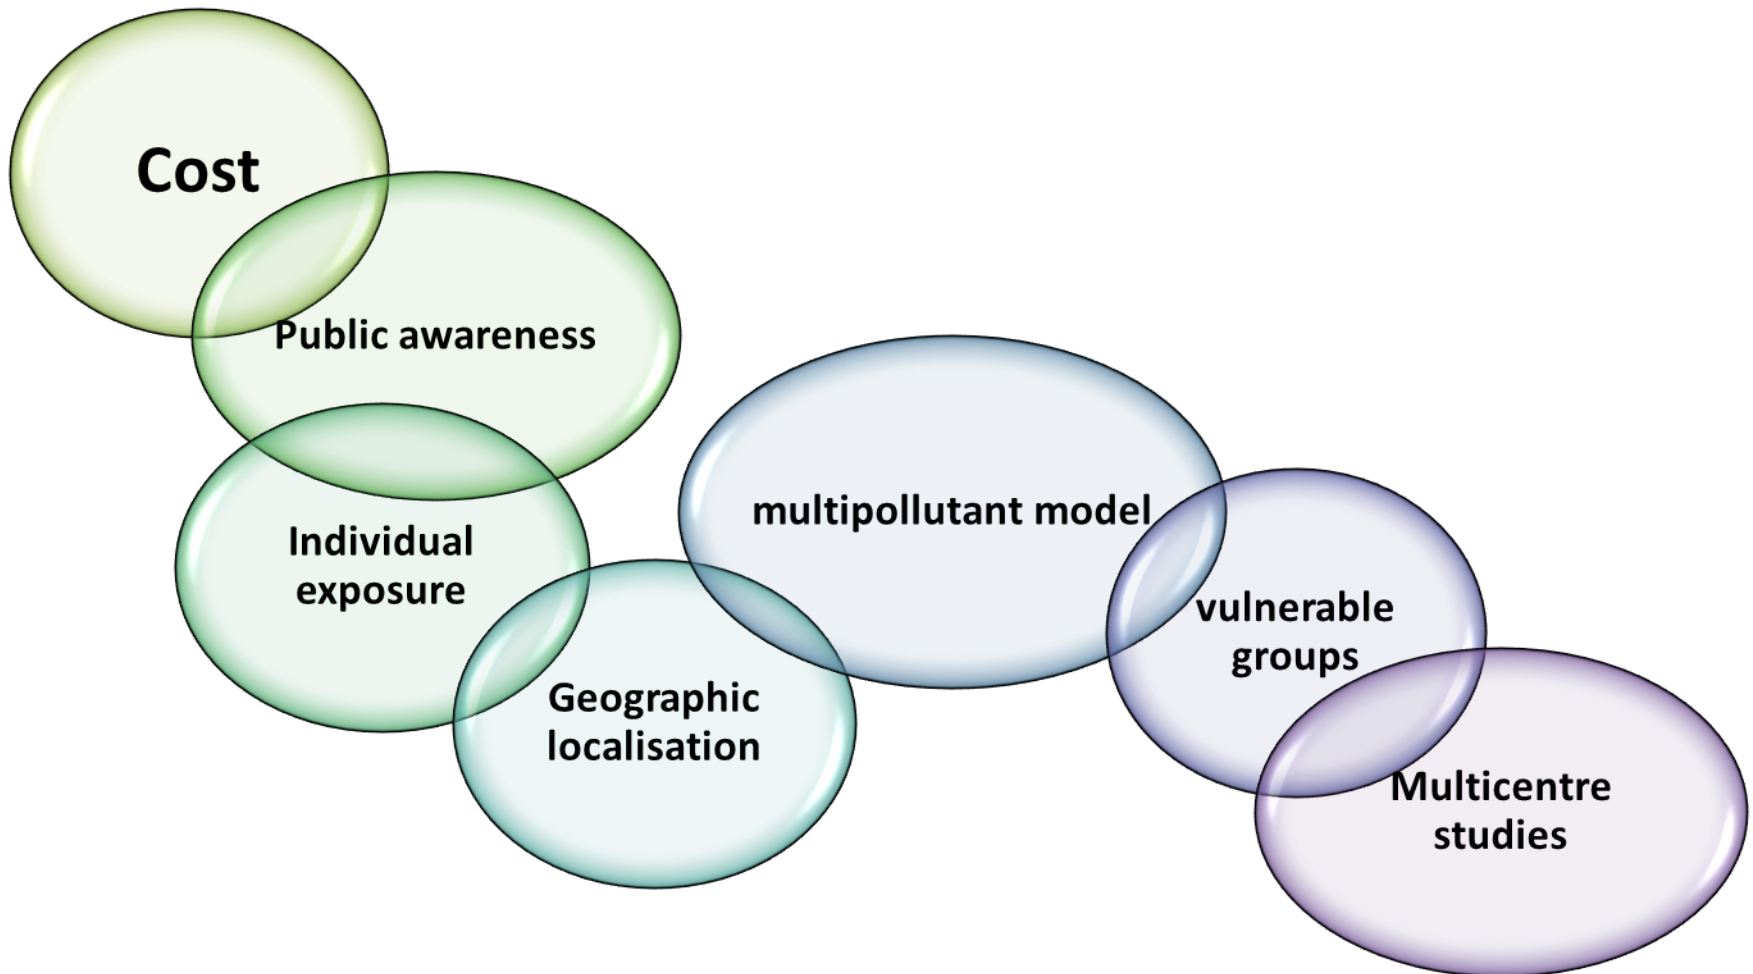 Cost
Public awareness
Individual
exposure
Geographic
localisation
multipollutant model
vulnerable
groups
Multicentre
studies